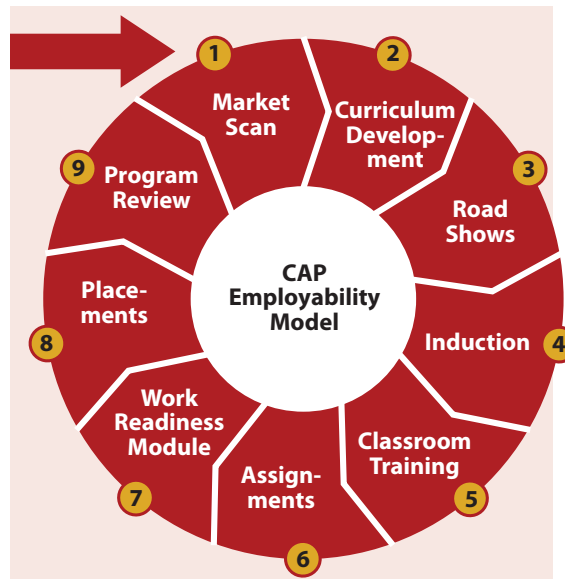 1
Market
Scan
2
Curriculum
Develop-
ment
3
Road
Shows
4
Induction
5
Classroom
Training
6
Assign-
ments
7
Work
Readiness
Module
8
Place-
ments
9
Program
Review
CAP
Employability
Model